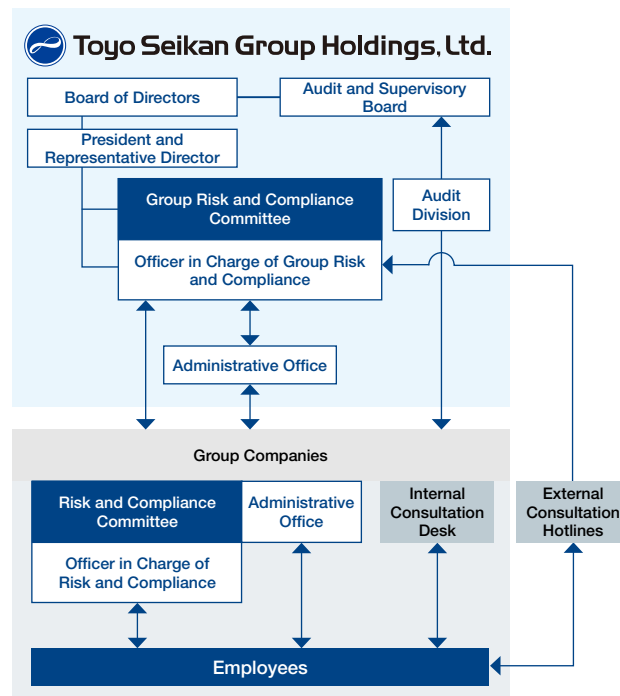 Toyo Seikan Group Holdings, Ltd.
Board of Directors
Audit and Supervisory
Board
President and
Representative Director
Group Risk and Compliance
Committee
Audit
Division
Officer in Charge of Group Risk
and Compliance
Administrative Office
Group Companies
Risk and Compliance
Committee
Administrative
Office
Internal
Consultation
Desk
External
Consultation
Hotlines
Officer in Charge of
Risk and Compliance
Employees